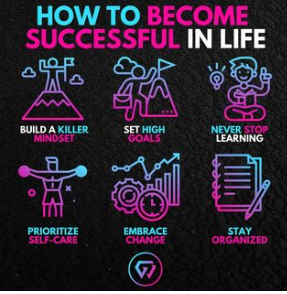 HOW TO BECOME
SUCCESSFUL IN LIFE
BUILD A KILLER
MINDSET
SET HIGH
GOALS
NEVER STOP
LEARNING
PRIORITIZE
SELF-CARE
EMBRACE
CHANGE
STAY
ORGANIZED